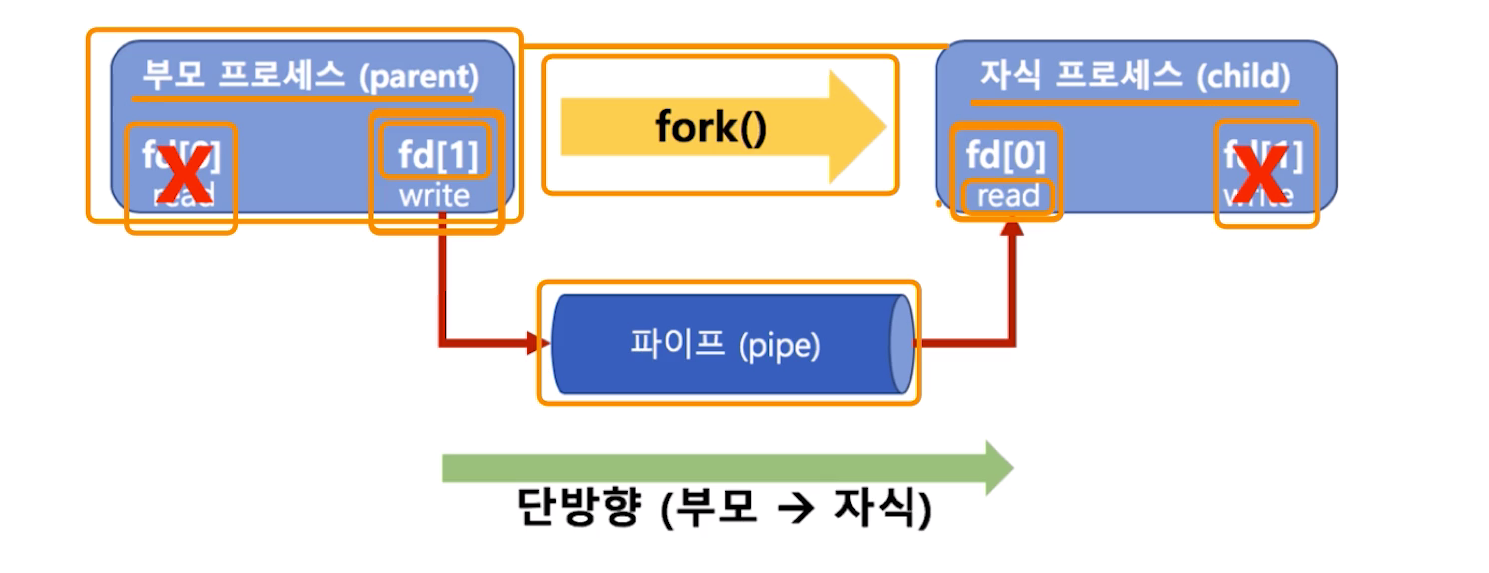 부모 프로세스 (parent)
fork()
자식 프로세스 (child)
fd[0]
read
fd[1]
write
fd[0]
read
fd[1]
write
파이프 (pipe)
단방향 (부모 → 자식)